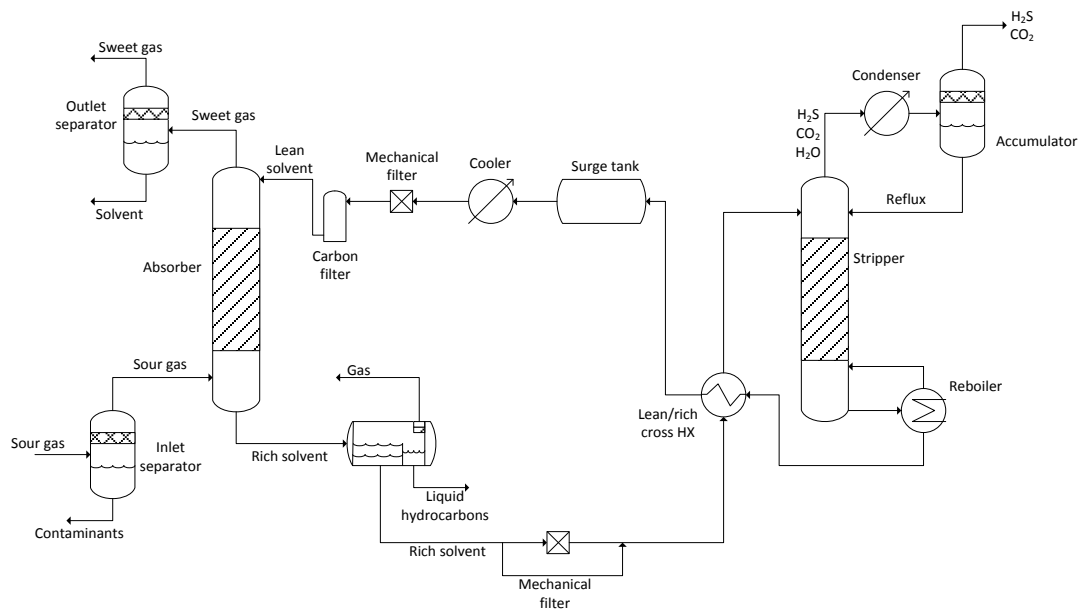 H₂S
CO₂
Sweet gas
Condenser
Outlet
separator
Sweet gas
H₂S
CO₂
H₂O
Accumulator
Lean
solvent
Mechanical
filter
Cooler
Surge tank
Solvent
Reflux
Absorber
Carbon
filter
Stripper
Sour gas
Gas
Reboiler
Lean/rich
cross HX
Sour gas
Inlet
separator
Rich solvent
Liquid
hydrocarbons
Contaminants
Rich solvent
Mechanical
filter